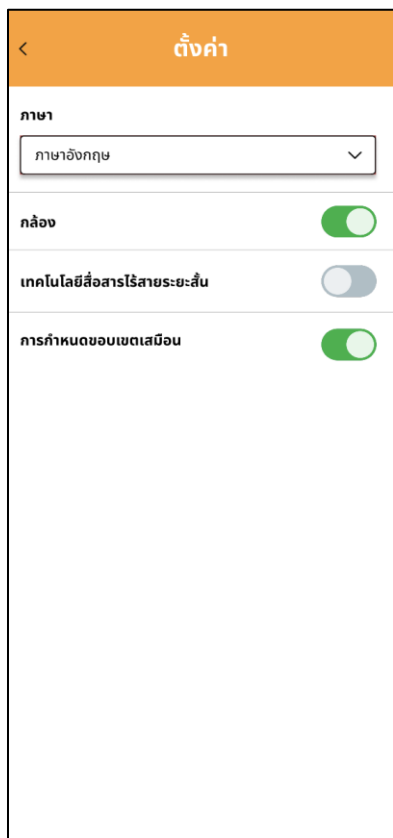 ตั้งค่า
ภาษา
ภาษาอังกฤษ
กล้อง
เทคโนโลยีสื่อสารไร้สายระยะสั้น
การกำหนดขอบเขตเสมือน